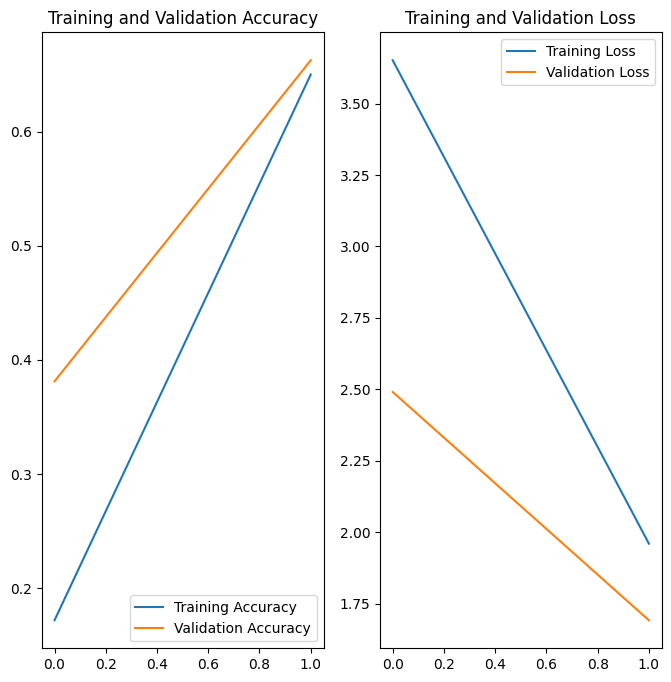 Training and Validation Accuracy
0.6
0.5
0.4
0.3
0.2
Training Accuracy
Validation Accuracy
0.0 0.2 0.4 0.6 0.8 1.0
Training and Validation Loss
Training Loss
Validation Loss
3.50
3.25
3.00
2.75
2.50
2.25
2.00
1.75
0.0 0.2 0.4 0.6 0.8 1.0